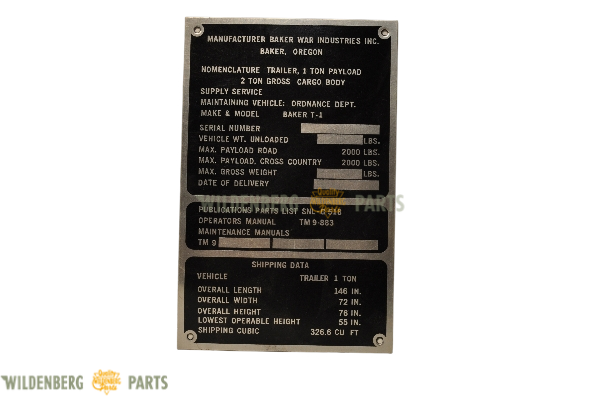 MANUFACTURER BAKER WAR INDUSTRIES INC.
BAKER, OREGON
NOMENCLATURE TRAILER, 1 TON PAYLOAD
2 TON GROSS CARGO BODY
SUPPLY SERVICE
MAINTAINING VEHICLE: ORDNANCE DEPT.
MAKE & MODEL BAKER T-1
SERIAL NUMBER
VEHICLE WT. UNLOADED LBS.
MAX. PAYLOAD ROAD 2000 LBS.
MAX. PAYLOAD, CROSS COUNTRY 2000 LBS.
MAX. GROSS WEIGHT LBS.
DATE OF DELIVERY
WILDENBERG PARTS
PUBLICATIONS PARTS LIST SNL-G 518
OPERATORS MANUAL TM 9-883
MAINTENANCE MANUALS
TM 9
SHIPPING DATA
VEHICLE TRAILER 1 TON
OVERALL LENGTH 146 IN.
OVERALL WIDTH 72 IN.
OVERALL HEIGHT 76 IN.
LOWEST OPERABLE HEIGHT 55 IN.
SHIPPING CUBIC 326.6 CU FT
WILDENBERG PARTS